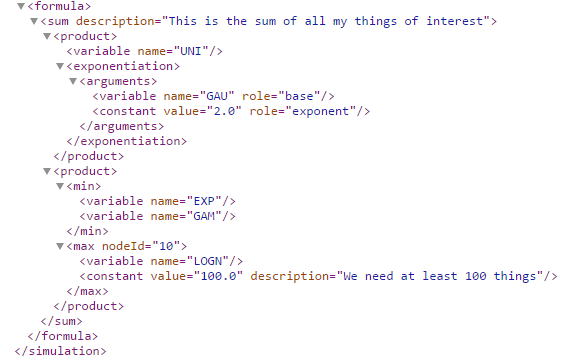 <formula>
<sum description="This is the sum of all my things of interest">
<product>
<variable name="UNI"/>
<exponentiation>
<arguments>
<variable name="GAU" role="base"/>
<constant value="2.0" role="exponent"/>
</arguments>
</exponentiation>
</product>
<product>
<min>
<variable name="EXP"/>
<variable name="GAM"/>
</min>
<max nodeId="10">
<variable name="LOGN"/>
<constant value="100.0" description="We need at least 100 things"/>
</max>
</product>
</sum>
</formula>
</simulation>